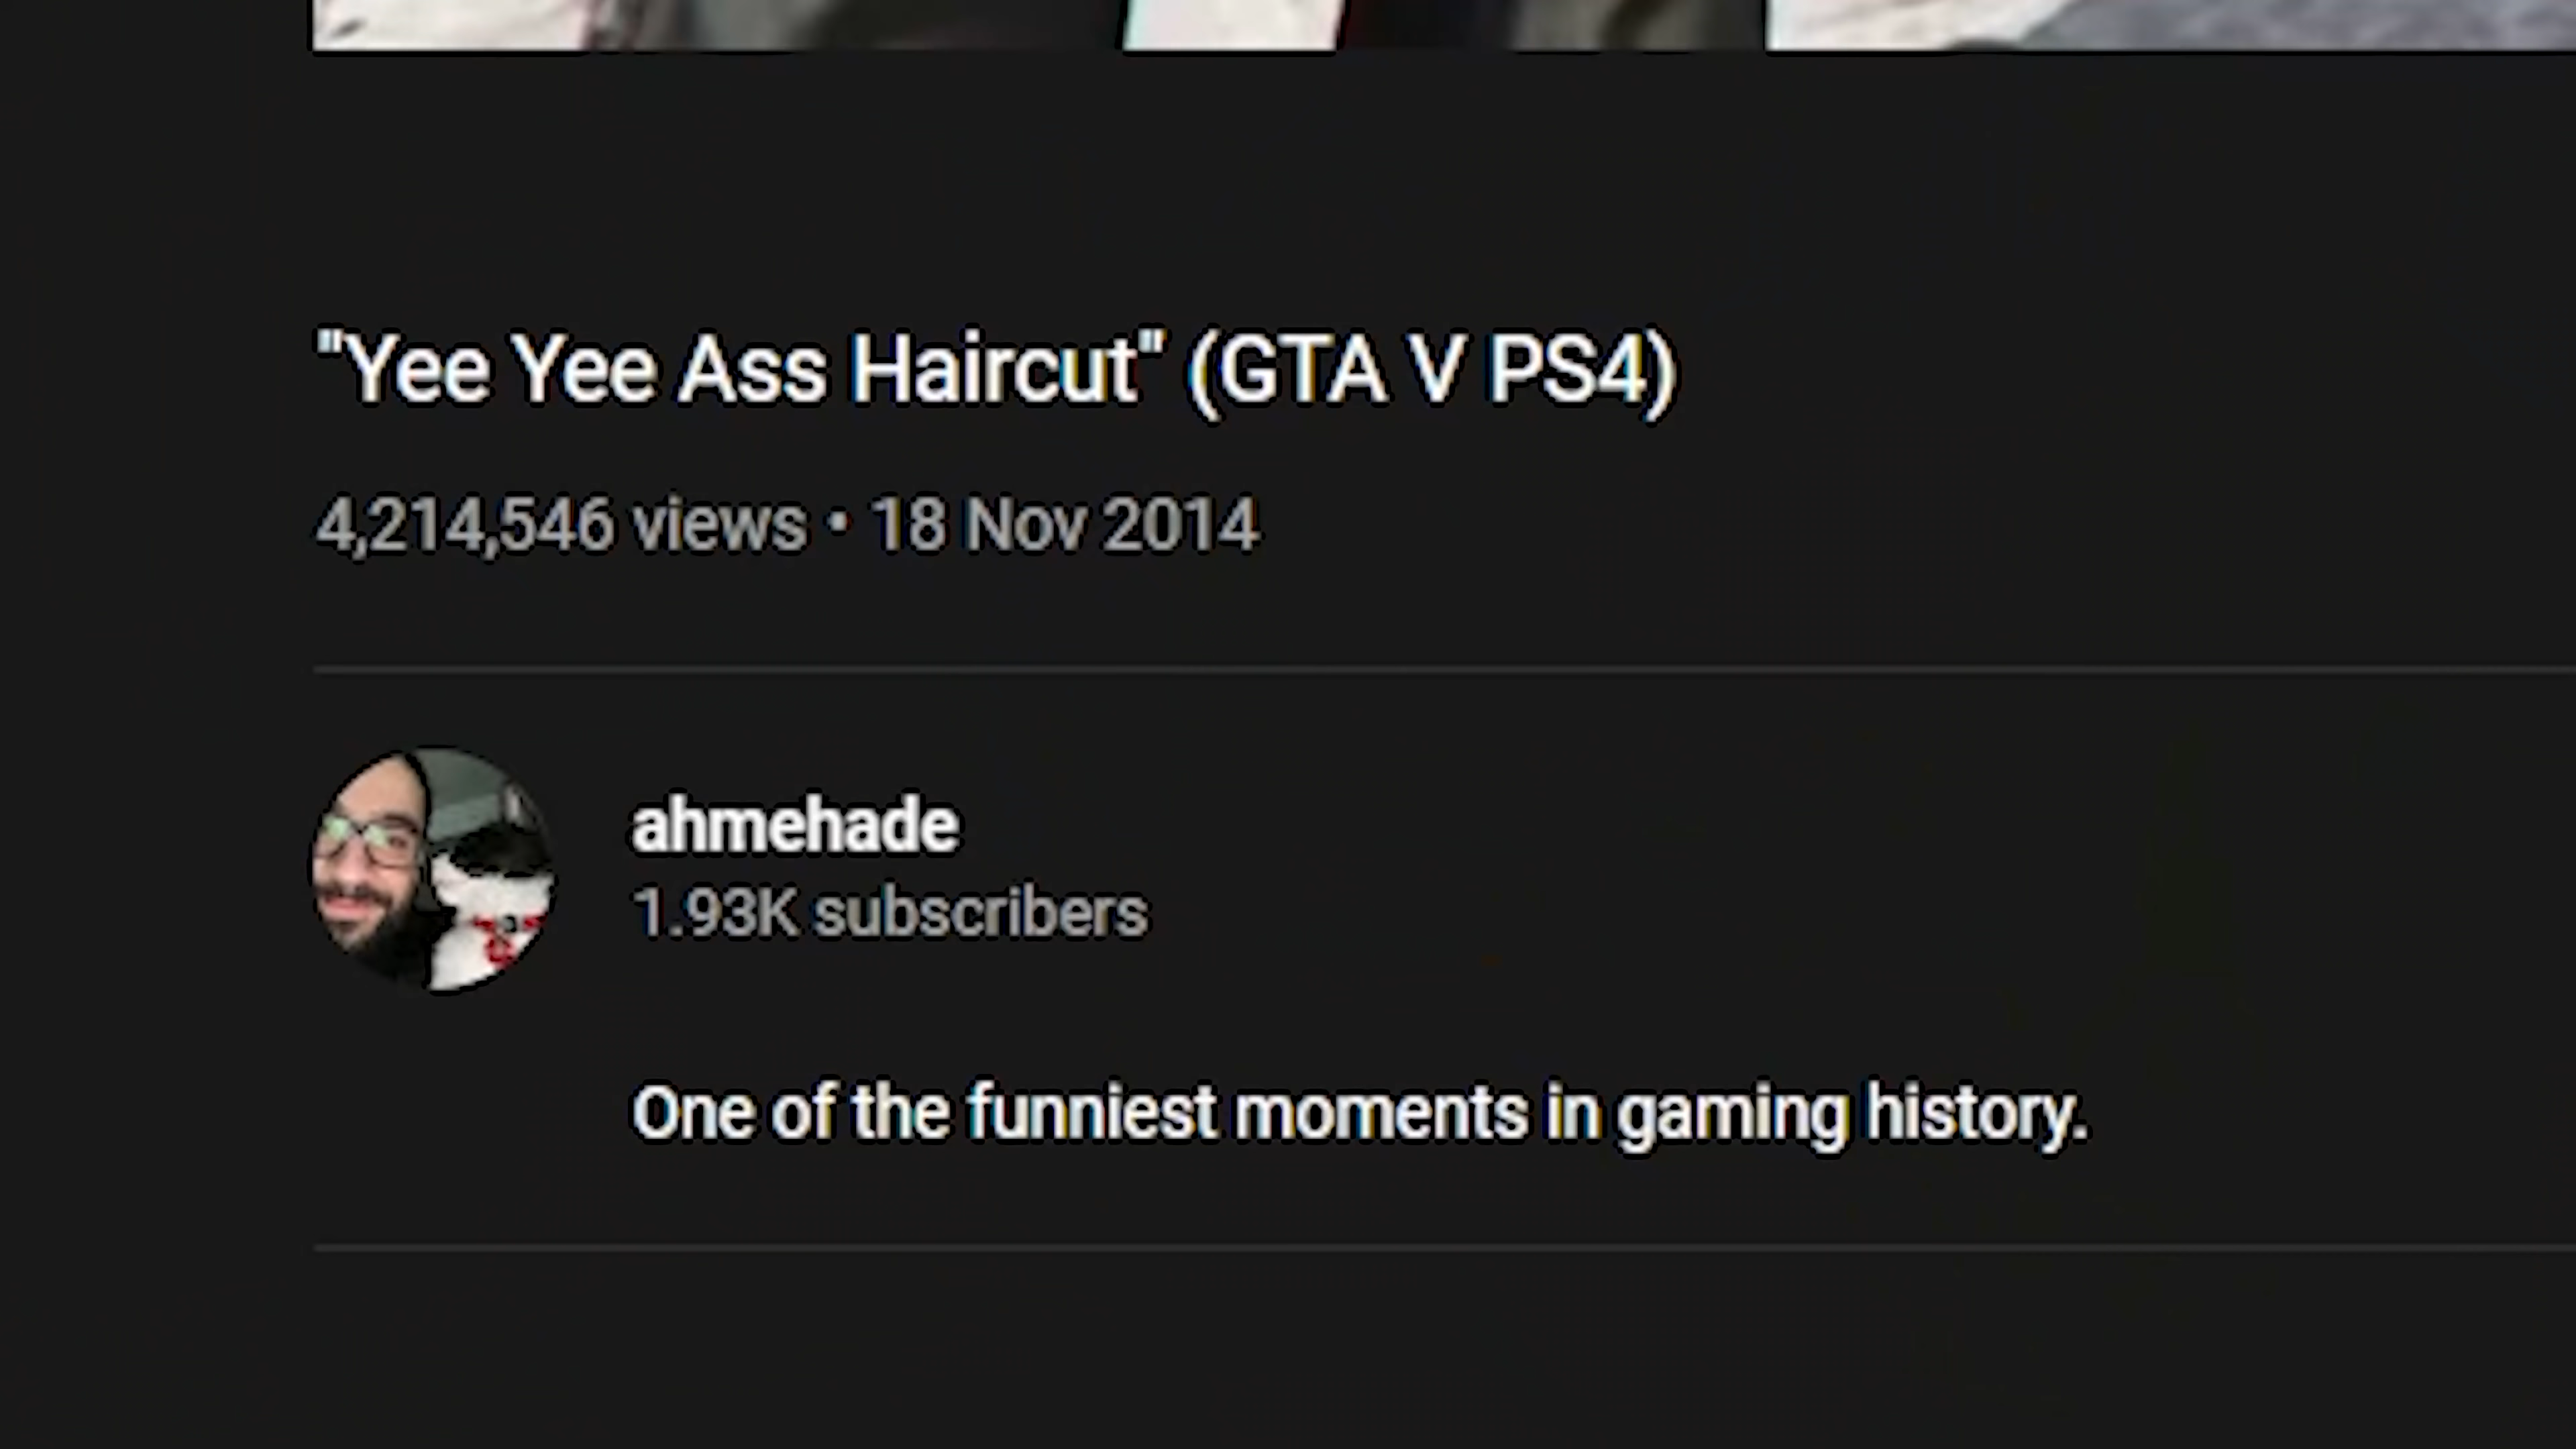 "Yee Yee Ass Haircut" (GTA V PS4)
4,214,546 views • 18 Nov 2014
ahmehade
1.93K subscribers
One of the funniest moments in gaming history.